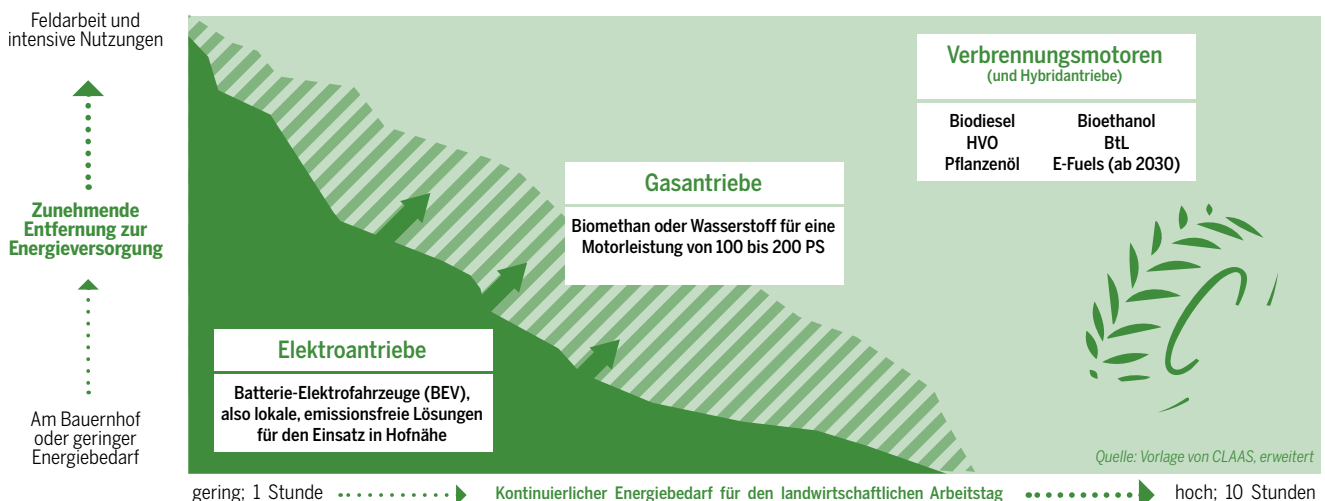 Feldarbeit und
intensive Nutzungen
Zunehmende
Entfernung zur
Energieversorgung
Am Bauernhof
oder geringer
Energiebedarf
Verbrennungsmotoren
(und Hybridantriebe)
Biodiesel Bioethanol
HVO BtL
Pflanzenöl E-Fuels (ab 2030)
Gasantriebe
Biomethan oder Wasserstoff für eine
Motorleistung von 100 bis 200 PS
Elektroantriebe
Batterie-Elektrofahrzeuge (BEV),
also lokale, emissionsfreie Lösungen
für den Einsatz in Hofnähe
Quelle: Vorlage von CLAAS, erweitert
gering; 1 Stunde Kontinuierlicher Energiebedarf für den landwirtschaftlichen Arbeitstag hoch; 10 Stunden